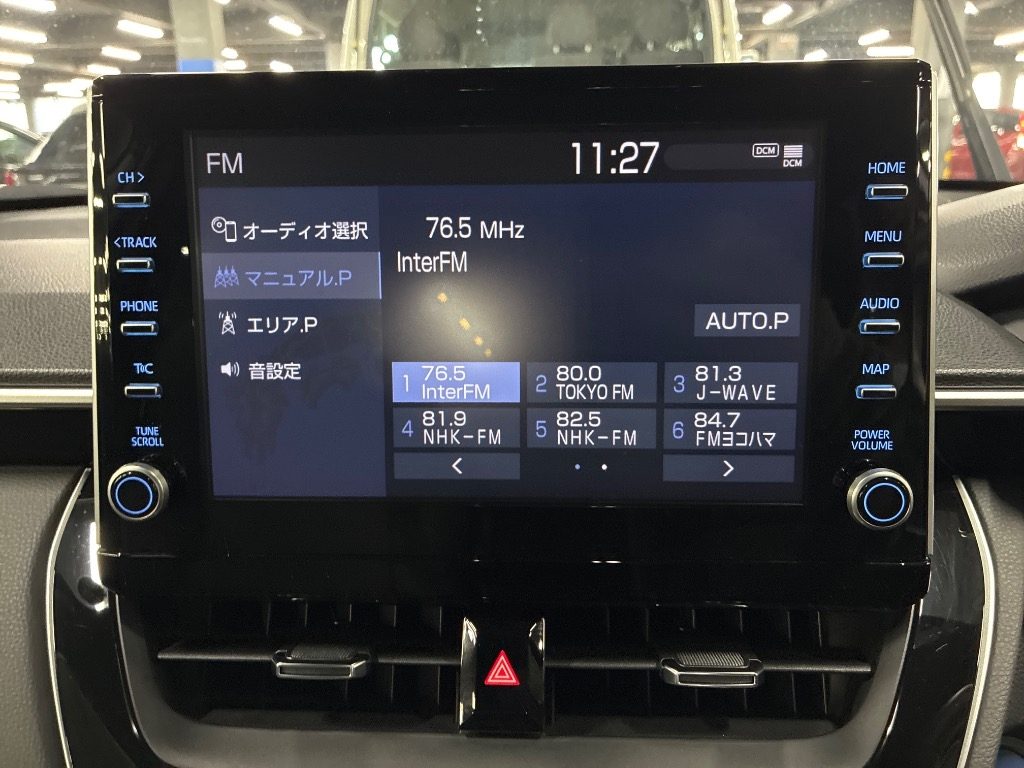 FM
11:27
DCM
DCM
オーディオ選択
マニュアル.P
エリア.P
音設定
76.5 MHz
InterFM
AUTO.P
1 76.5 InterFM
2 80.0 TOKYO FM
3 81.3 J-WAVE
4 81.9 NHK-FM
5 82.5 NHK-FM
6 84.7 FMヨコハマ
<
>
CH >
< TRACK
PHONE
T&C
TUNE
SCROLL
HOME
MENU
AUDIO
MAP
POWER
VOLUME